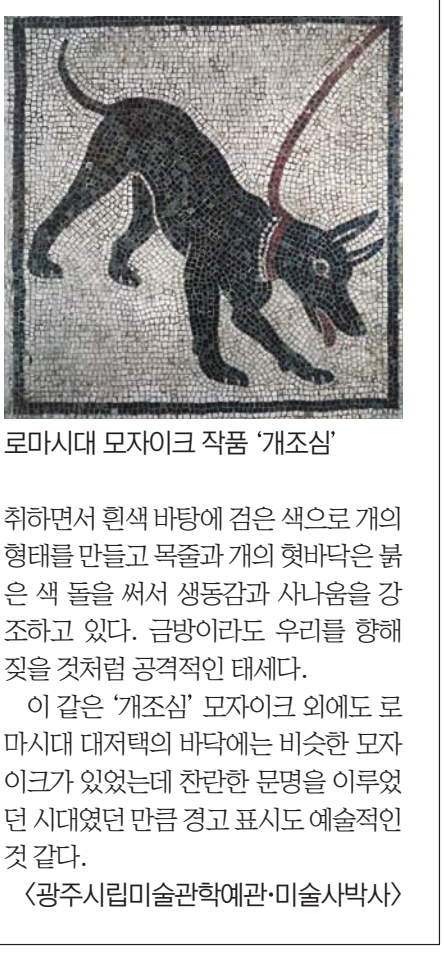 로마시대 모자이크 작품 ‘개조심’
취하면서 흰색 바탕에 검은 색으로 개의
형태를 만들고 목줄과 개의 혓바닥은 붉
은 색 돌을 써서 생동감과 사나움을 강
조하고 있다. 금방이라도 우리를 향해
짖을 것처럼 공격적인 태세다.
이 같은 ‘개조심’ 모자이크 외에도 로
마시대 대저택의 바닥에는 비슷한 모자
이크가 있었는데 찬란한 문명을 이루었
던 시대였던 만큼 경고 표시도 예술적인
것 같다.
〈광주시립미술관학예관·미술사박사〉